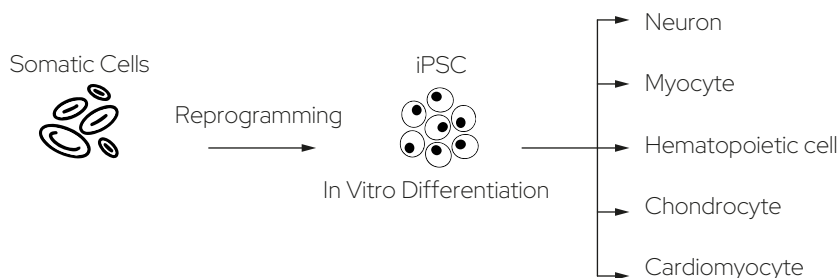 Somatic Cells
Reprogramming
iPSC
In Vitro Differentiation
Neuron
Myocyte
Hematopoietic cell
Chondrocyte
Cardiomyocyte